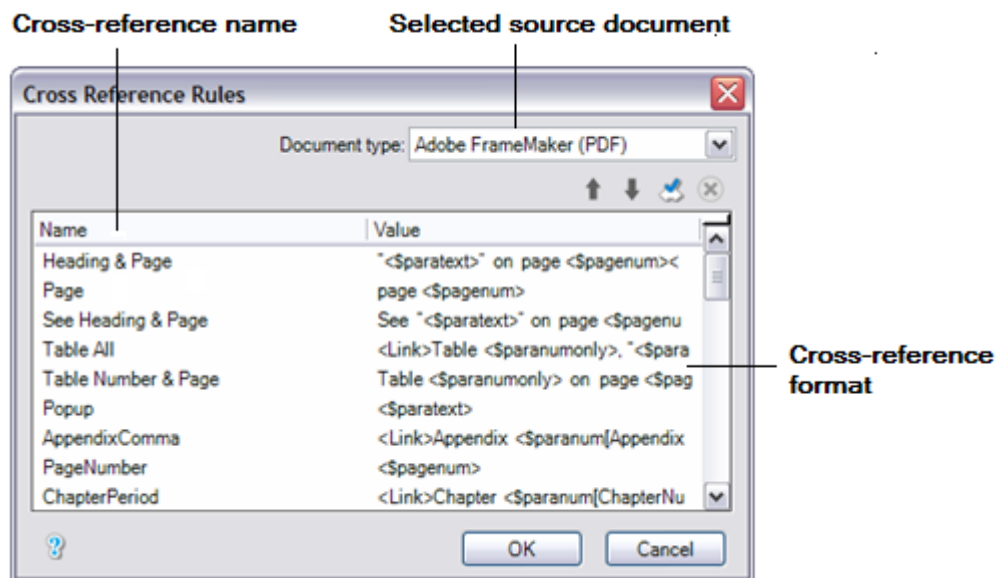 Cross-reference name
Selected source document
Cross Reference Rules
Document type: Adobe FrameMaker (PDF)
Name Value
Heading & Page "<$paratext>" on page <$pagenum><
Page page <$pagenum>
See Heading & Page See "<$paratext>" on page <$pagenu
Table All <Link>Table <$paranumonly>, "<$para
Table Number & Page Table <$paranumonly> on page <$pag
Popup <$paratext>
AppendixComma <Link>Appendix <$paranum[Appendix
PageNumber <$pagenum>
ChapterPeriod <Link>Chapter <$paranum[ChapterNu
Cross-reference
format
? OK Cancel